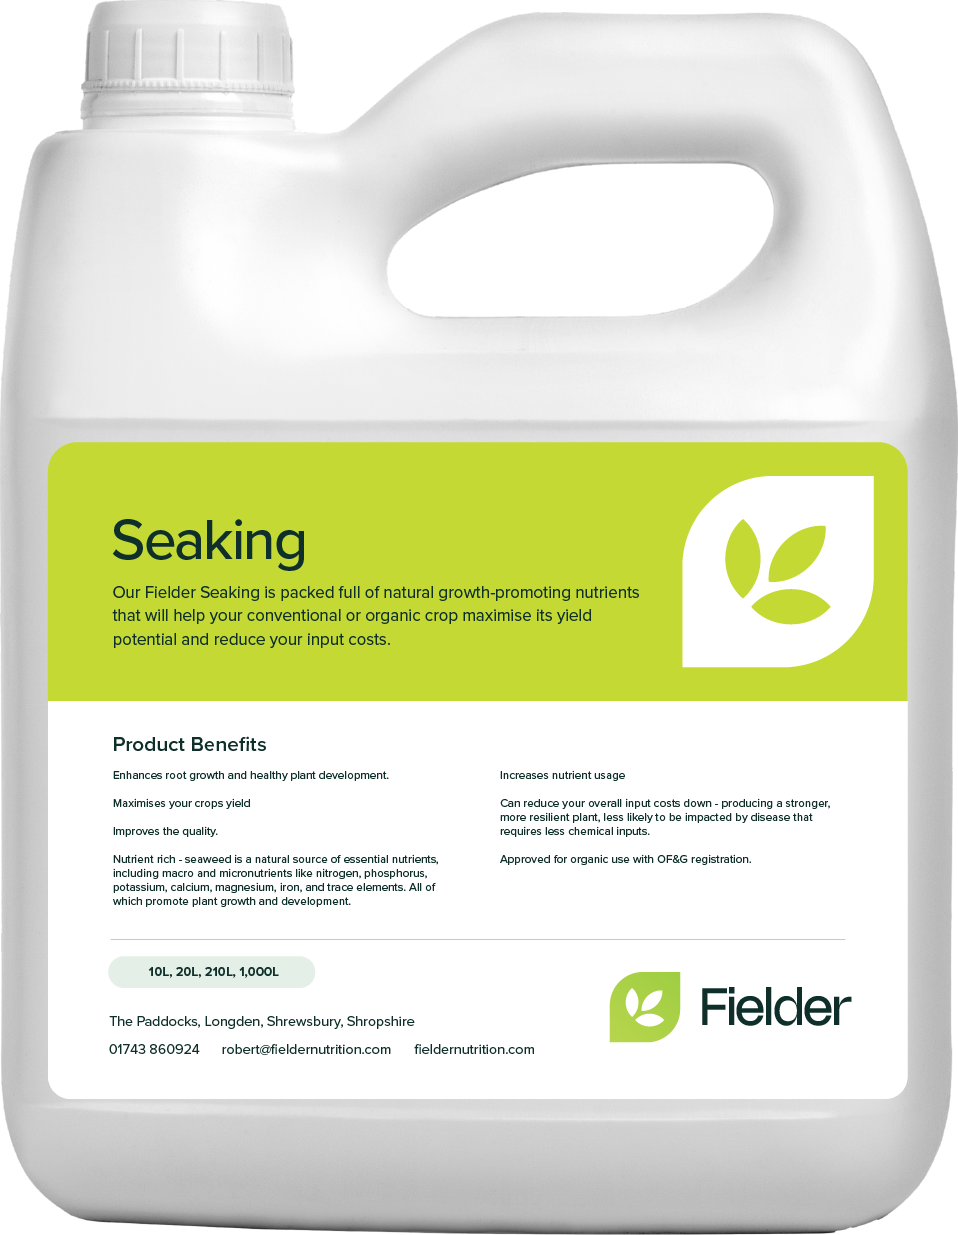 Seaking
Our Fielder Seaking is packed full of natural growth-promoting nutrients
that will help your conventional or organic crop maximise its yield
potential and reduce your input costs.
Product Benefits
Enhances root growth and healthy plant development.
Maximises your crops yield
Improves the quality.
Nutrient rich - seaweed is a natural source of essential nutrients,
including macro and micronutrients like nitrogen, phosphorus,
potassium, calcium, magnesium, iron, and trace elements. All of
which promote plant growth and development.
Increases nutrient usage
Can reduce your overall input costs down - producing a stronger,
more resilient plant, less likely to be impacted by disease that
requires less chemical inputs.
Approved for organic use with OF&G registration.
10L, 20L, 210L, 1,000L
The Paddocks, Longden, Shrewsbury, Shropshire
01743 860924 robert@fieldernutrition.com fieldernutrition.com
Fielder